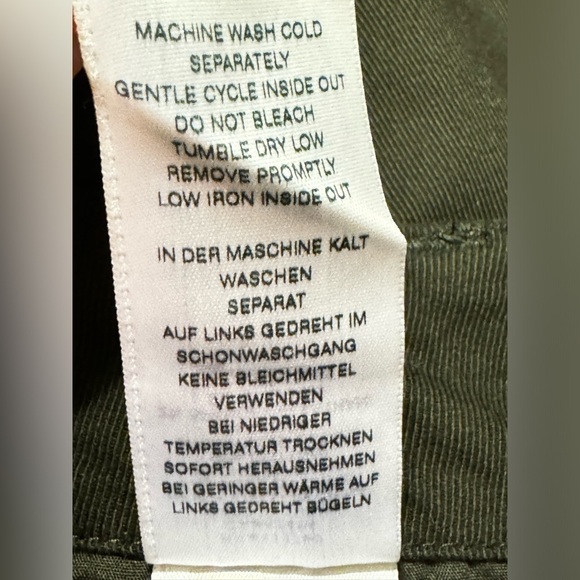 MACHINE WASH COLD
SEPARATELY
GENTLE CYCLE INSIDE OUT
DO NOT BLEACH
TUMBLE DRY LOW
REMOVE PROMPTLY
LOW IRON INSIDE OUT
IN DER MASCHINE KALT
WASCHEN
SEPARAT
AUF LINKS GEDREHT IM
SCHONWASCHGANG
KEINE BLEICHMITTEL
VERWENDEN
BEI NIEDRIGER
TEMPERATUR TROCKNEN
SOFORT HERAUSNEHMEN
BEI GERINGER WÄRME AUF
LINKS GEDREHT BÜGELN